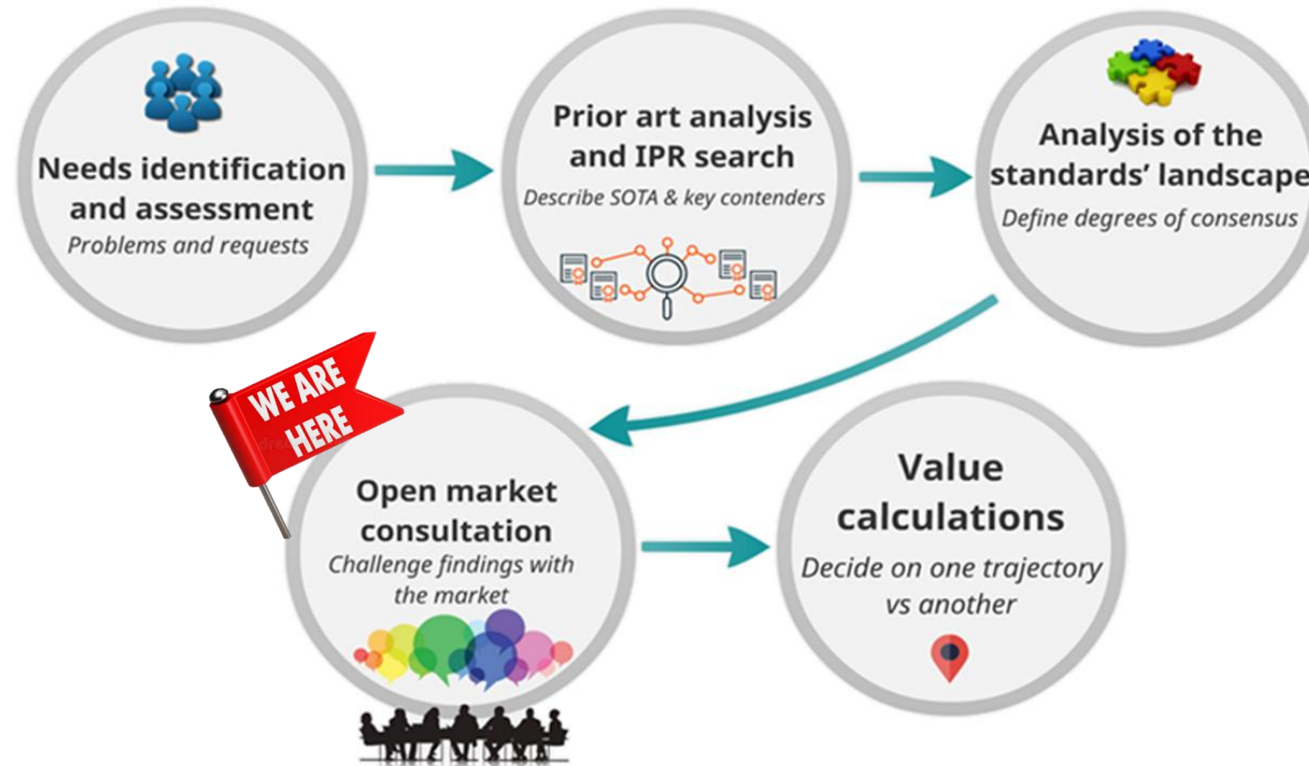 Needs identification
and assessment
Problems and requests
Prior art analysis
and IPR search
Describe SOTA & key contenders
Analysis of the
standards’ landscape
Define degrees of consensus
WE ARE
HERE
Open market
consultation
Challenge findings with
the market
Value
calculations
Decide on one trajectory
vs another